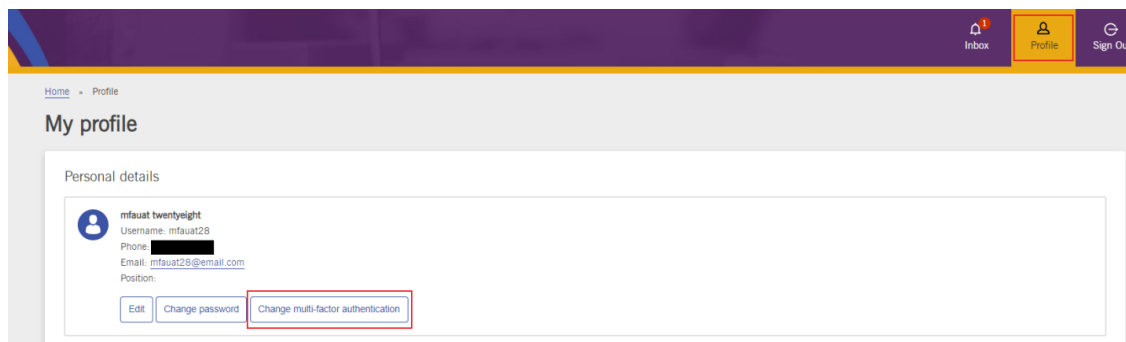 1
Inbox
Profile
Sign Ou
Home » Profile
My profile
Personal details
mfauat twentyeight
Username: mfauat28
Phone:
Email: mfauat28@email.com
Position:
Edit
Change password
Change multi-factor authentication